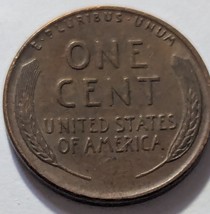 E·PLURIBUS·UNUM
ONE
CENT
UNITED STATES
OF AMERICA